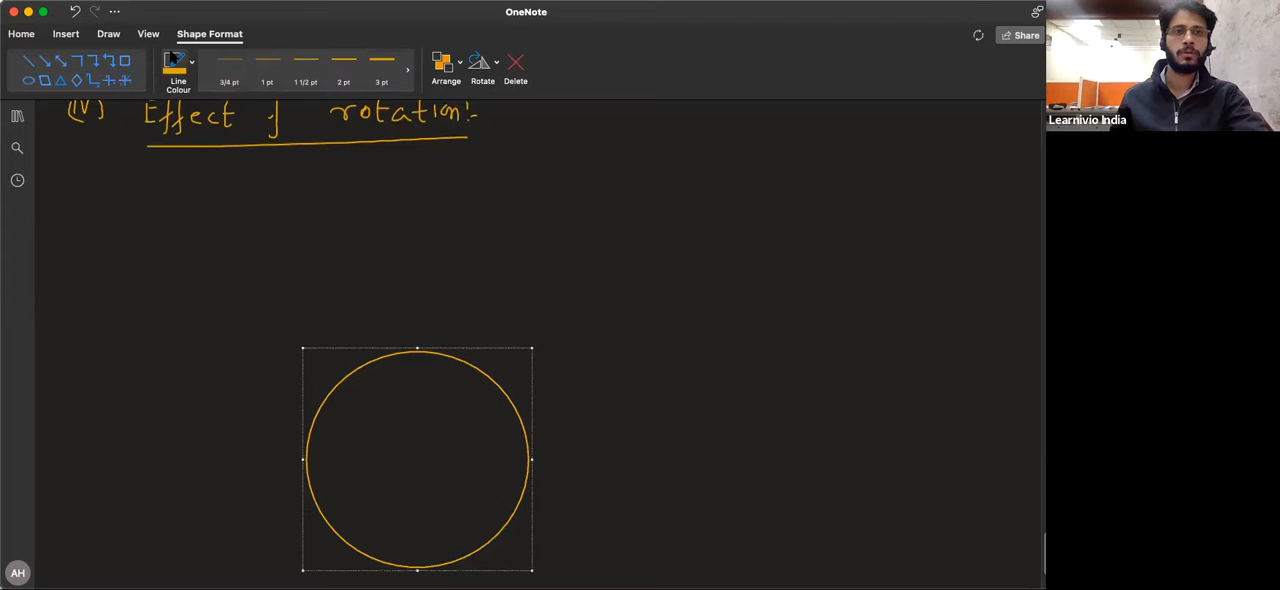 OneNote
Home Insert Draw View Shape Format
Share
3/4 pt 1 pt 1 1/2 pt 2 pt 3 pt
Line Colour
Arrange Rotate Delete
(IV) Effect of rotation:-
Learnivio India
AH